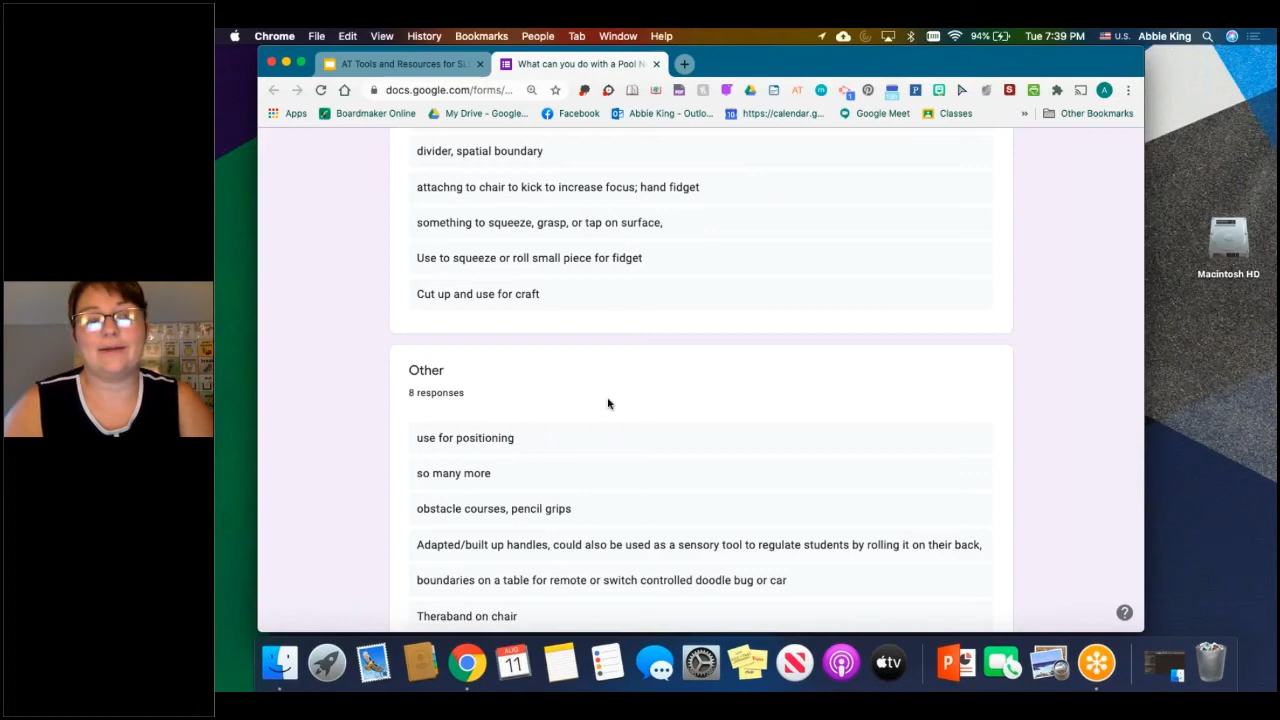 Chrome File Edit View History Bookmarks People Tab Window Help 94% U.S. Tue 7:39 PM Abbie King
AT Tools and Resources for Si
What can you do with a Pool N
docs.google.com/forms/...
Apps Boardmaker Online My Drive - Google... Facebook Abbie King - Outlo... https://calendar.g... Google Meet Classes » Other Bookmarks
divider, spatial boundary
attachng to chair to kick to increase focus; hand fidget
something to squeeze, grasp, or tap on surface,
Use to squeeze or roll small piece for fidget
Cut up and use for craft
Macintosh HD
Other
8 responses
use for positioning
so many more
obstacle courses, pencil grips
Adapted/built up handles, could also be used as a sensory tool to regulate students by rolling it on their back,
boundaries on a table for remote or switch controlled doodle bug or car
Theraband on chair
AUG
11
tv